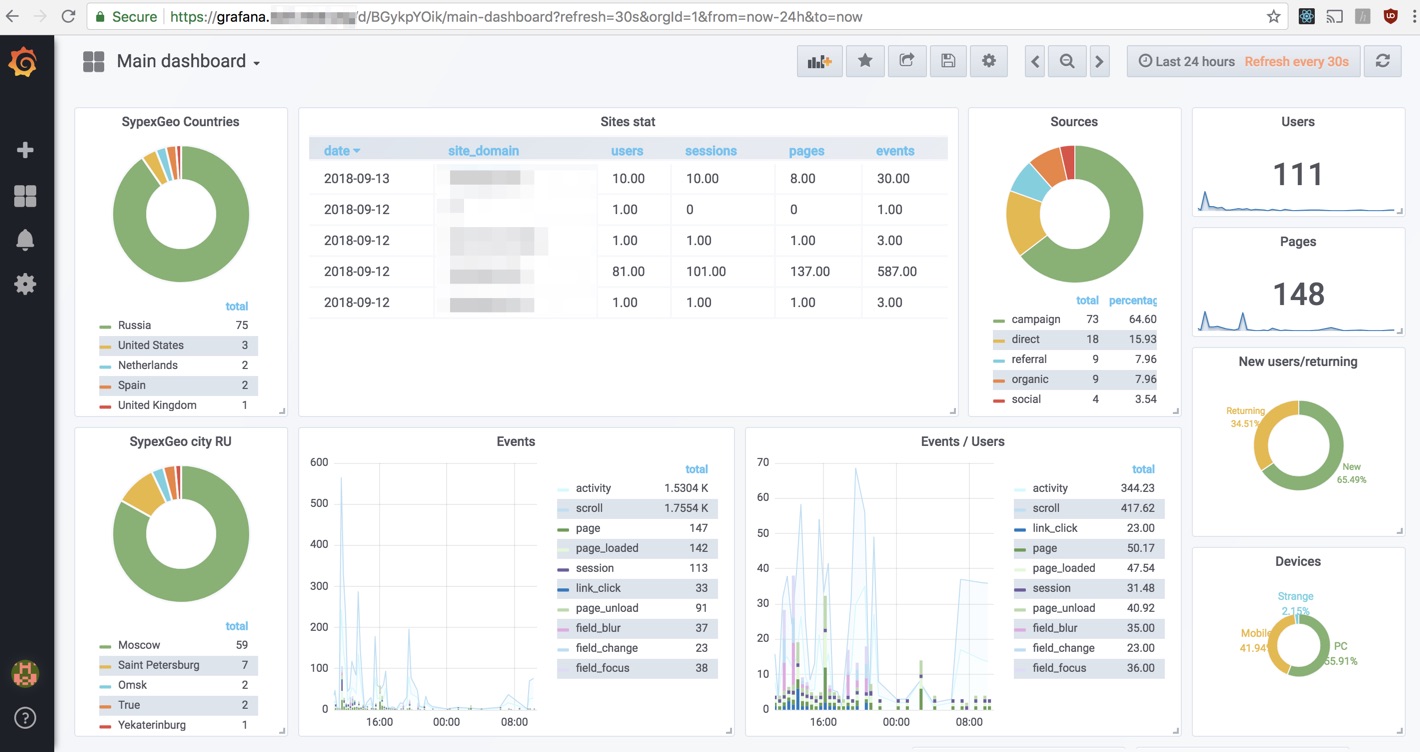 Secure https://grafana. /d/BGykpYOik/main-dashboard?refresh=30s&orgId=1&from=now-24h&to=now
Main dashboard
Last 24 hours Refresh every 30s
SypexGeo Countries
total
Russia 75
United States 3
Netherlands 2
Spain 2
United Kingdom 1
Sites stat
date site_domain users sessions pages events
2018-09-13 10.00 10.00 8.00 30.00
2018-09-12 1.00 0 0 1.00
2018-09-12 1.00 1.00 1.00 3.00
2018-09-12 81.00 101.00 137.00 587.00
2018-09-12 1.00 1.00 1.00 3.00
Sources
total percentag
campaign 73 64.60
direct 18 15.93
referral 9 7.96
organic 9 7.96
social 4 3.54
Users
111
Pages
148
New users/returning
Returning
34.51%
New
65.49%
SypexGeo city RU
total
Moscow 59
Saint Petersburg 7
Omsk 2
True 2
Yekaterinburg 1
Events
600
500
400
300
200
100
0
16:00 00:00 08:00
total
activity 1.5304 K
scroll 1.7554 K
page 147
page_loaded 142
session 113
link_click 33
page_unload 91
field_blur 37
field_change 23
field_focus 38
Events / Users
70
60
50
40
30
20
10
0
16:00 00:00 08:00
total
activity 344.23
scroll 417.62
link_click 23.00
page 50.17
page_loaded 47.54
session 31.48
page_unload 40.92
field_blur 35.00
field_change 23.00
field_focus 36.00
Devices
Strange
2.15%
Mobile
41.94%
PC
55.91%